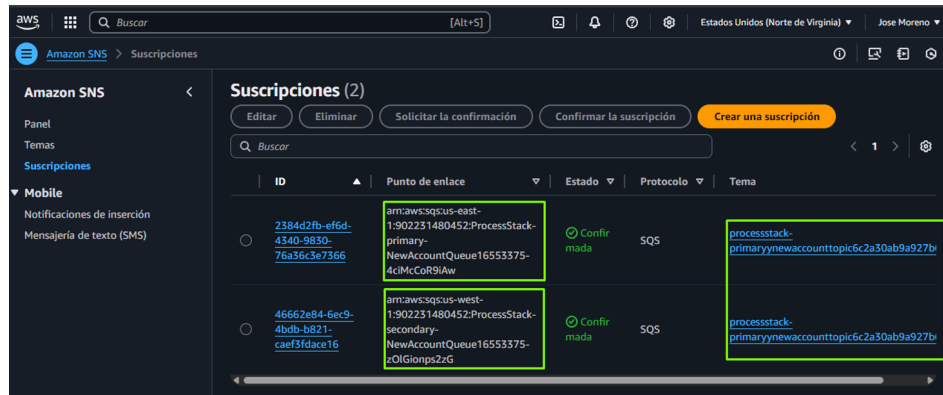 aws
Buscar
[Alt+S]
Estados Unidos (Norte de Virginia) ▼
Jose Moreno ▼
Amazon SNS > Suscripciones
Amazon SNS
Panel
Temas
Suscripciones
Mobile
Notificaciones de inserción
Mensajería de texto (SMS)
Suscripciones (2)
Editar
Eliminar
Solicitar la confirmación
Confirmar la suscripción
Crear una suscripción
Buscar
< 1 >
ID
Punto de enlace
Estado
Protocolo
Tema
2384d2fb-ef6d-
4340-9830-
76a36c3e7366
arn:aws:sqs:us-east-
1:902231480452:ProcessStack-
primary-
NewAccountQueue16553375-
4ciMcCoR9iAw
Confir
mada
SQS
processstack-
primaryynewaccounttopic6c2a30ab9a927b
46662e84-6ec9-
4bdb-b821-
caef3fdace16
arn:aws:sqs:us-west-
1:902231480452:ProcessStack-
secondary-
NewAccountQueue16553375-
zOlGionps2zG
Confir
mada
SQS
processstack-
primaryynewaccounttopic6c2a30ab9a927b